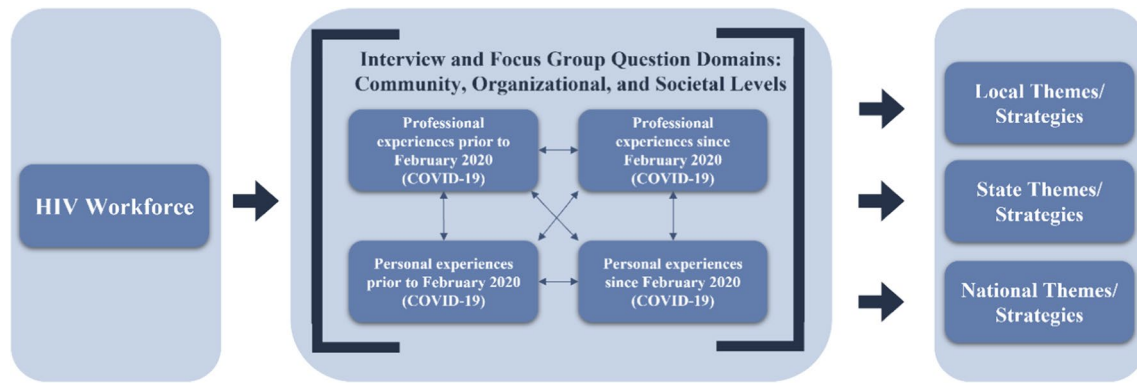 HIV Workforce
Interview and Focus Group Question Domains:
Community, Organizational, and Societal Levels
Professional
experiences prior to
February 2020
(COVID-19)
Professional
experiences since
February 2020
(COVID-19)
Personal experiences
prior to February 2020
(COVID-19)
Personal experiences
since February 2020
(COVID-19)
Local Themes/
Strategies
State Themes/
Strategies
National Themes/
Strategies